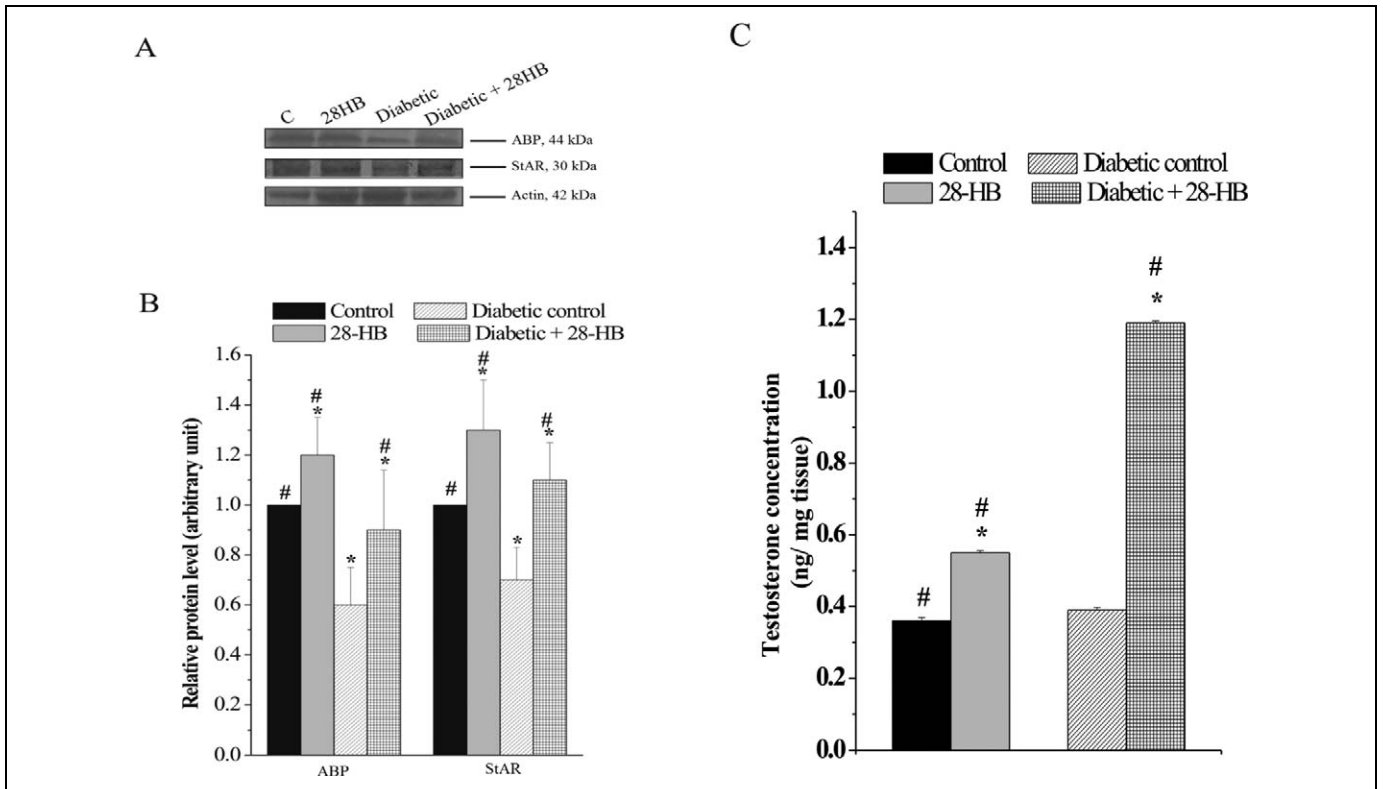 A
C 28HB Diabetic Diabetic + 28HB
ABP, 44 kDa
StAR, 30 kDa
Actin, 42 kDa
B
Control Diabetic control
28-HB Diabetic + 28-HB
Relative protein level (arbitrary unit)
1.6
1.4
1.2
1.0
0.8
0.6
0.4
0.2
0.0
# # * * # * # # * * # *
ABP StAR
C
Control Diabetic control
28-HB Diabetic + 28-HB
Testosterone concentration
(ng/ mg tissue)
1.4
1.2
1.0
0.8
0.6
0.4
0.2
0.0
# # * # *